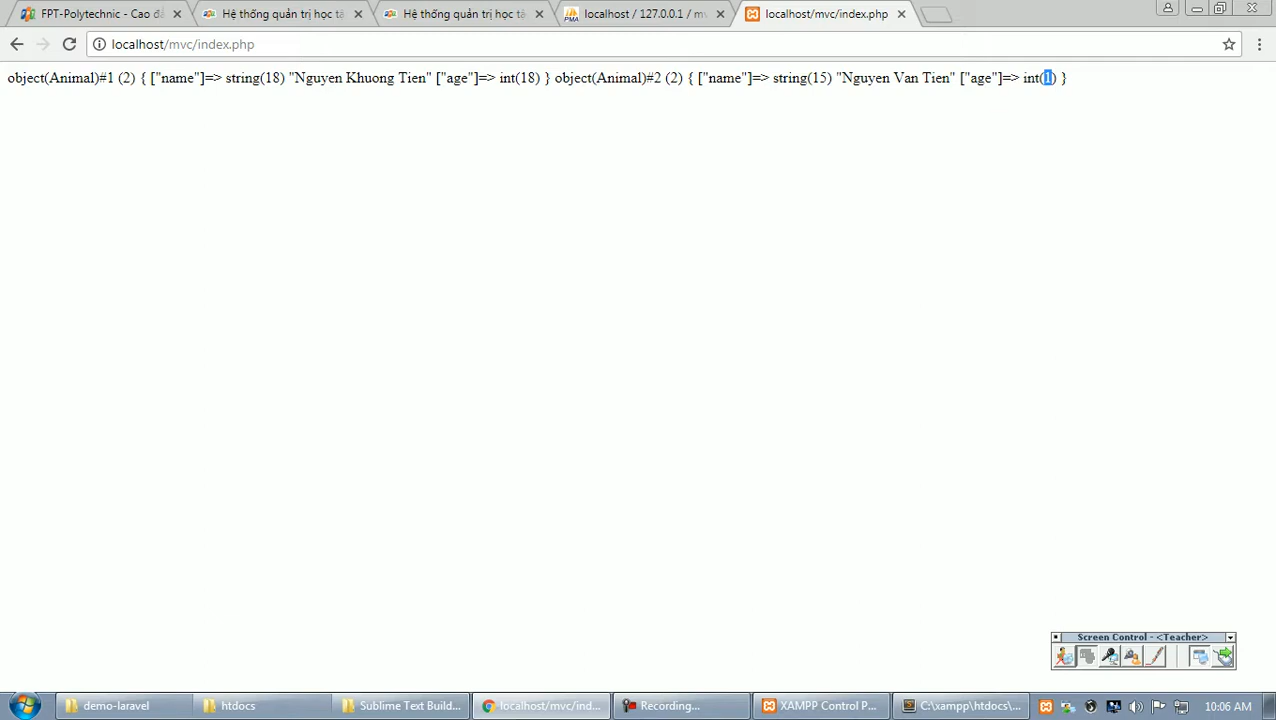 FPT-Polytechnic - Cao đẳ
Hệ thống quản trị học tậ
Hệ thống quản trị học tậ
localhost / 127.0.0.1 / mv
localhost/mvc/index.php
localhost/mvc/index.php
object(Animal)#1 (2) { ["name"]=> string(18) "Nguyen Khuong Tien" ["age"]=> int(18) } object(Animal)#2 (2) { ["name"]=> string(15) "Nguyen Van Tien" ["age"]=> int(1) }
Screen Control - <Teacher>
demo-laravel
htdocs
Sublime Text Build...
localhost/mvc/ind...
Recording...
XAMPP Control P...
C:\xampp\htdocs\...
10:06 AM